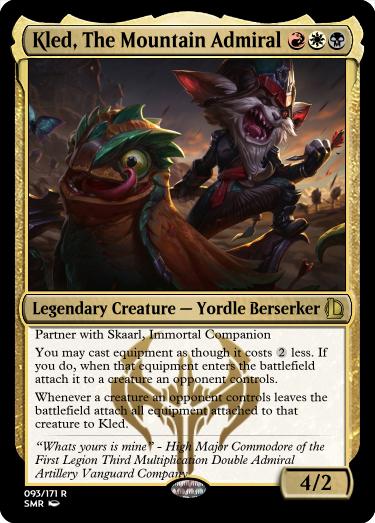 Kled, The Mountain Admiral
Legendary Creature — Yordle Berserker
Partner with Skaarl, Immortal Companion
You may cast equipment as though it costs 2 less. If
you do, when that equipment enters the battlefield
attach it to a creature an opponent controls.
Whenever a creature an opponent controls leaves the
battlefield attach all equipment attached to that
creature to Kled.
“Whats yours is mine” - High Major Commodore of the
First Legion Third Multiplication Double Admiral
Artillery Vanguard Company
4/2
093/171 R
SMR